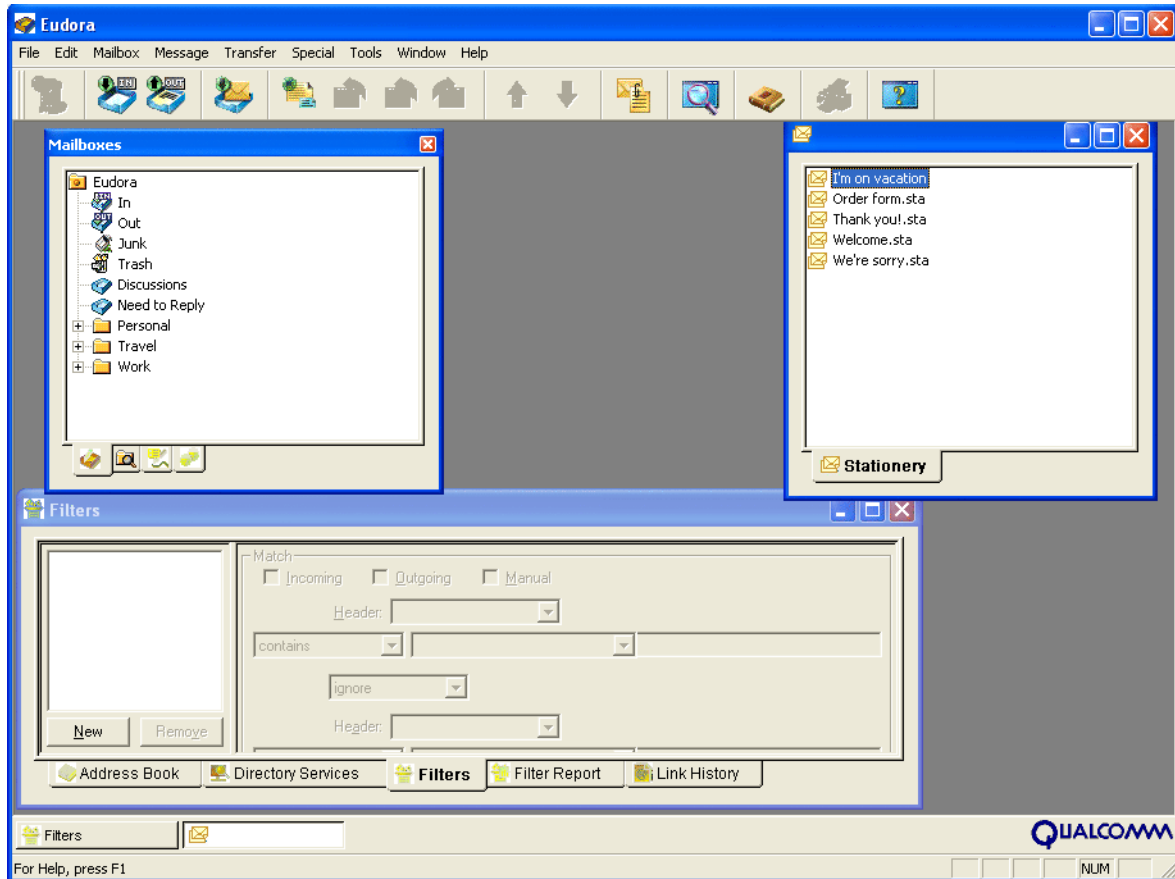 Eudora
File Edit Mailbox Message Transfer Special Tools Window Help
IN OUT
Mailboxes
Eudora
In
Out
Junk
Trash
Discussions
Need to Reply
Personal
Travel
Work
I'm on vacation
Order form.sta
Thank you!.sta
Welcome.sta
We're sorry.sta
Stationery
Filters
Match
Incoming Outgoing Manual
Header:
contains
ignore
Header:
New Remove
Address Book Directory Services Filters Filter Report Link History
Filters
QUALCOMM
For Help, press F1 NUM